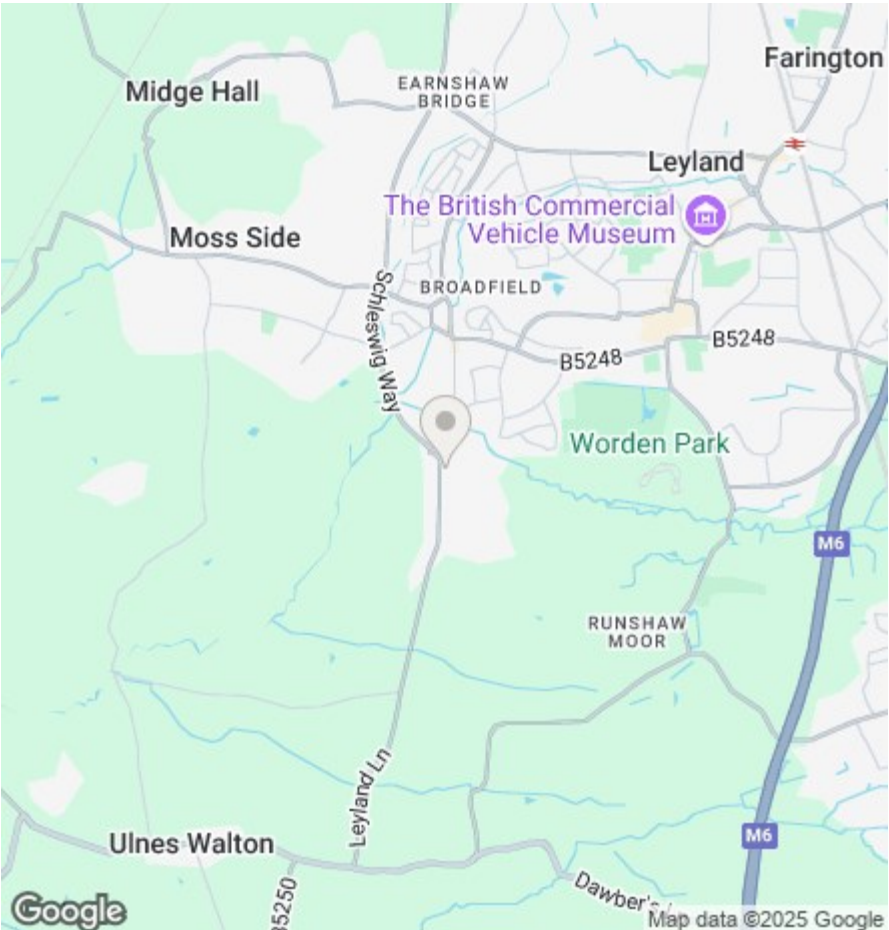 Farington
Midge Hall
EARNSHAW
BRIDGE
Leyland
The British Commercial
Vehicle Museum
Moss Side
BROADFIELD
Schleswig Way
B5248
B5248
Worden Park
M6
RUNSHAW
MOOR
Leyland Ln
M6
Ulnes Walton
B5250
Dawber's
Google
Map data ©2025 Google